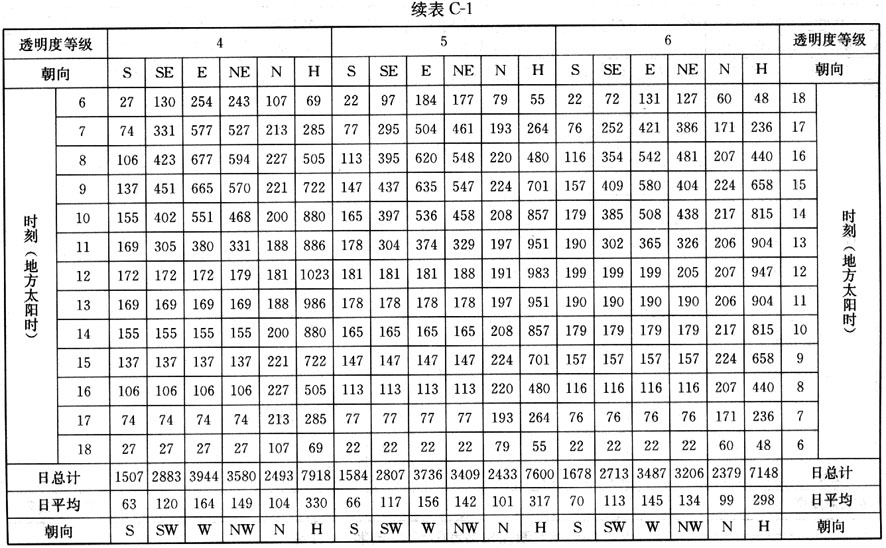 续表 C-1
透明度等级 4 5 6 透明度等级
朝向 S SE E NE N H S SE E NE N H S SE E NE N H 朝向
时刻(地方太阳时)
6 27 130 254 243 107 69 22 97 184 177 79 55 22 72 131 127 60 48 18
7 74 331 577 527 213 285 77 295 504 461 193 264 76 252 421 386 171 236 17
8 106 423 677 594 227 505 113 395 620 548 220 480 116 354 542 481 207 440 16
9 137 451 665 570 221 722 147 437 635 547 224 701 157 409 580 404 224 658 15
10 155 402 551 468 200 880 165 397 536 458 208 857 179 385 508 438 217 815 14
11 169 305 380 331 188 886 178 304 374 329 197 951 190 302 365 326 206 904 13
12 172 172 172 179 181 1023 181 181 181 188 191 983 199 199 199 205 207 947 12
13 169 169 169 169 188 986 178 178 178 178 197 951 190 190 190 190 206 904 11
14 155 155 155 155 200 880 165 165 165 165 208 857 179 179 179 179 217 815 10
15 137 137 137 137 221 722 147 147 147 147 224 701 157 157 157 157 224 658 9
16 106 106 106 106 227 505 113 113 113 113 220 480 116 116 116 116 207 440 8
17 74 74 74 74 213 285 77 77 77 77 193 264 76 76 76 76 171 236 7
18 27 27 27 27 107 69 22 22 22 22 79 55 22 22 22 22 60 48 6
时刻(地方太阳时)
日总计 1507 2883 3944 3580 2493 7918 1584 2807 3736 3409 2433 7600 1678 2713 3487 3206 2379 7148 日总计
日平均 63 120 164 149 104 330 66 117 156 142 101 317 70 113 145 134 99 298 日平均
朝向 S SW W NW N H S SW W NW N H S SW W NW N H 朝向